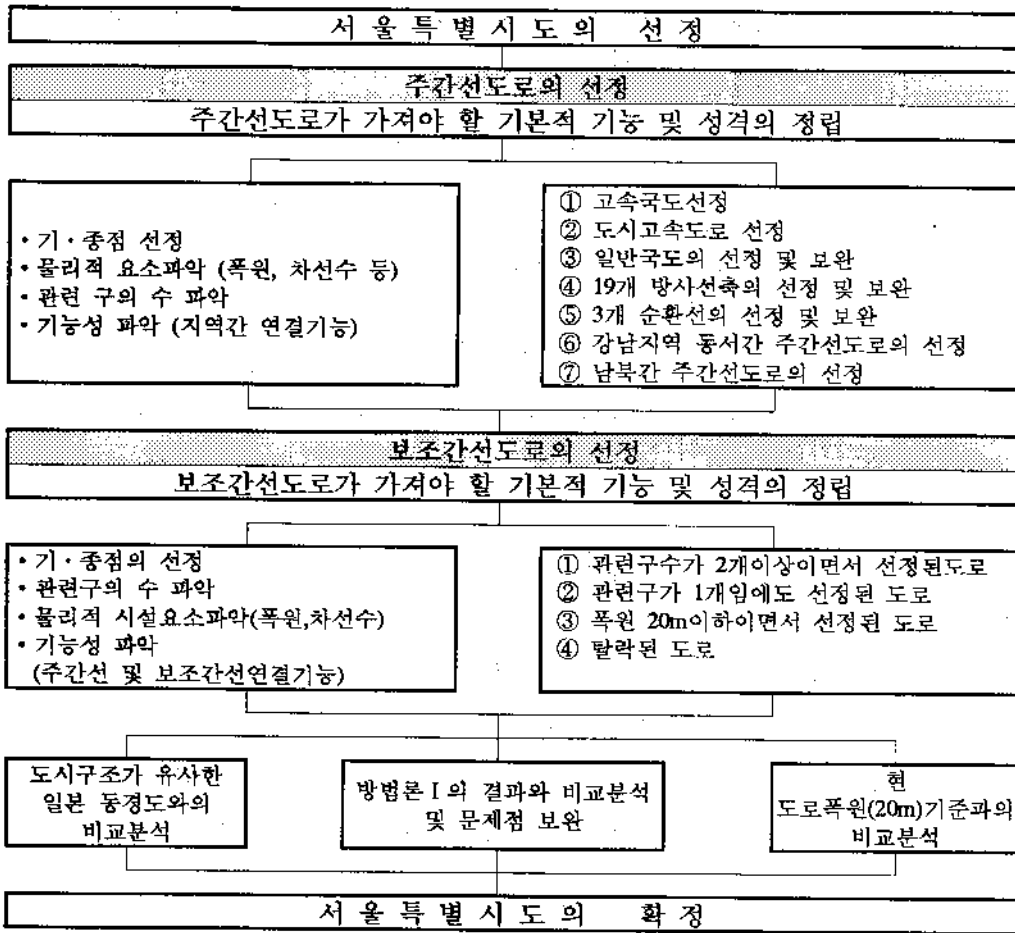 서 울 특 별 시 도 의 선 정
주간선도로의 선정
주간선도로가 가져야 할 기본적 기능 및 성격의 정립
• 기·종점 선정
• 물리적 요소파악 (폭원, 차선수 등)
• 관련 구의 수 파악
• 기능성 파악 (지역간 연결기능)
① 고속국도선정
② 도시고속도로 선정
③ 일반국도의 선정 및 보완
④ 19개 방사선축의 선정 및 보완
⑤ 3개 순환선의 선정 및 보완
⑥ 강남지역 동서간 주간선도로의 선정
⑦ 남북간 주간선도로의 선정
보조간선도로의 선정
보조간선도로가 가져야 할 기본적 기능 및 성격의 정립
• 기·종점의 선정
• 관련구의 수 파악
• 물리적 시설요소파악(폭원,차선수)
• 기능성 파악
(주간선 및 보조간선연결기능)
① 관련구수가 2개이상이면서 선정된도로
② 관련구가 1개임에도 선정된 도로
③ 폭원 20m이하이면서 선정된 도로
④ 탈락된 도로
도시구조가 유사한
일본 동경도와의
비교분석
방법론 I 의 결과와 비교분석
및 문제점 보완
현
도로폭원(20m)기준과의
비교분석
서 울 특 별 시 도 의 확 정